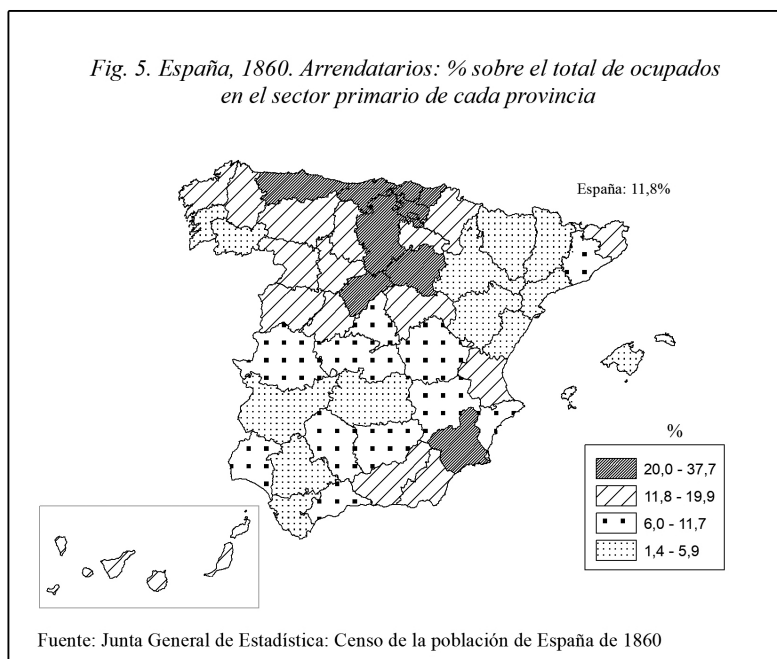 Fig. 5. España, 1860. Arrendatarios: % sobre el total de ocupados
en el sector primario de cada provincia
España: 11,8%
%
20,0 - 37,7
11,8 - 19,9
6,0 - 11,7
1,4 - 5,9
Fuente: Junta General de Estadística: Censo de la población de España de 1860